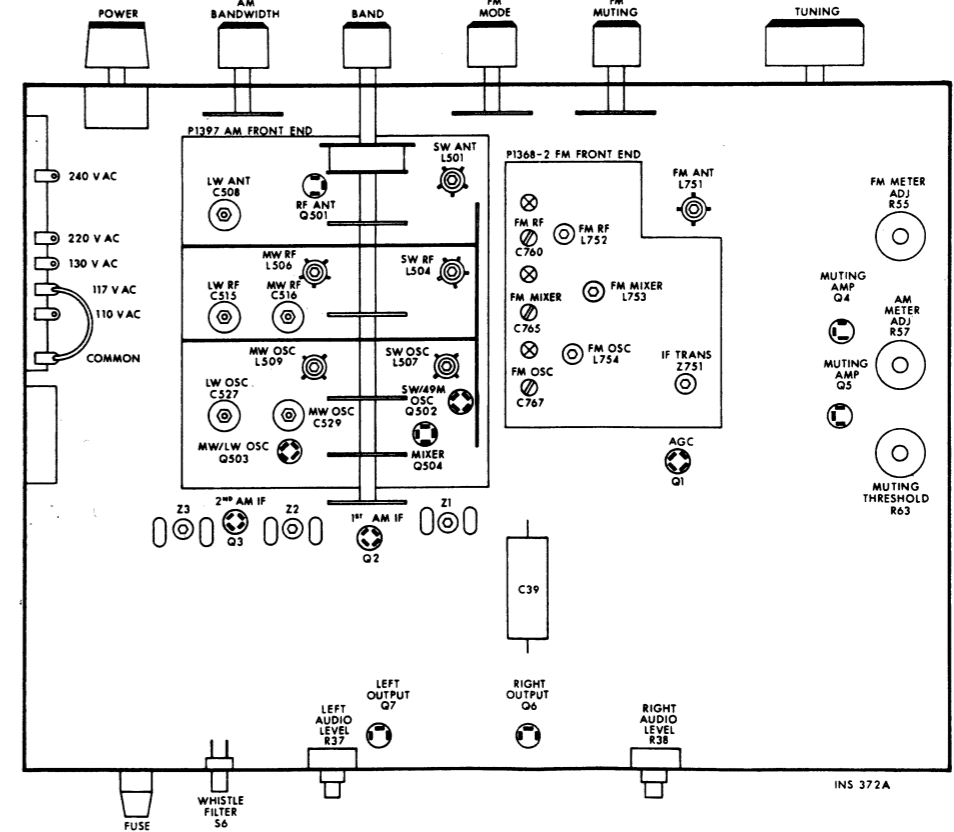 POWER
AM
BANDWIDTH
BAND
FM
MODE
FM
MUTING
TUNING
P1397 AM FRONT END
SW ANT
L501
LW ANT
C508
RF ANT
Q501
P1368-2 FM FRONT END
FM ANT
L751
FM METER
ADJ
R55
240 V AC
220 V AC
130 V AC
117 V AC
110 V AC
COMMON
MW RF
L506
SW RF
L504
LW RF
C515
MW RF
C516
FM RF
C760
FM RF
L752
FM MIXER
L753
FM MIXER
C765
MUTING
AMP
Q4
AM
METER
ADJ
R57
MW OSC
L509
SW OSC
L507
LW OSC
C527
MW OSC
C529
SW/49M
OSC
Q502
MW/LW OSC
Q503
MIXER
Q504
FM OSC
L754
FM OSC
C767
IF TRANS
Z751
MUTING
AMP
Q5
AGC
Q1
MUTING
THRESHOLD
R63
Z3
2ND AM IF
Q3
Z2
1ST AM IF
Q2
Z1
C39
LEFT
OUTPUT
Q7
RIGHT
OUTPUT
Q6
LEFT
AUDIO
LEVEL
R37
RIGHT
AUDIO
LEVEL
R38
INS 372A
FUSE
WHISTLE
FILTER
S6